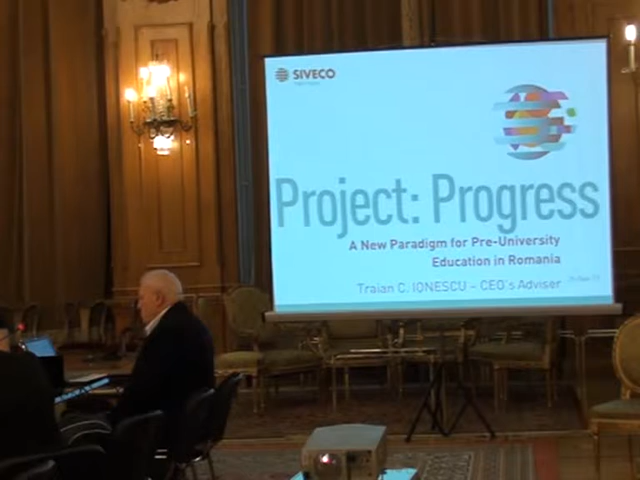 SIVECO
Project: Progress
A New Paradigm for Pre-University
Education in Romania
Traian C. IONESCU – CEO's Adviser